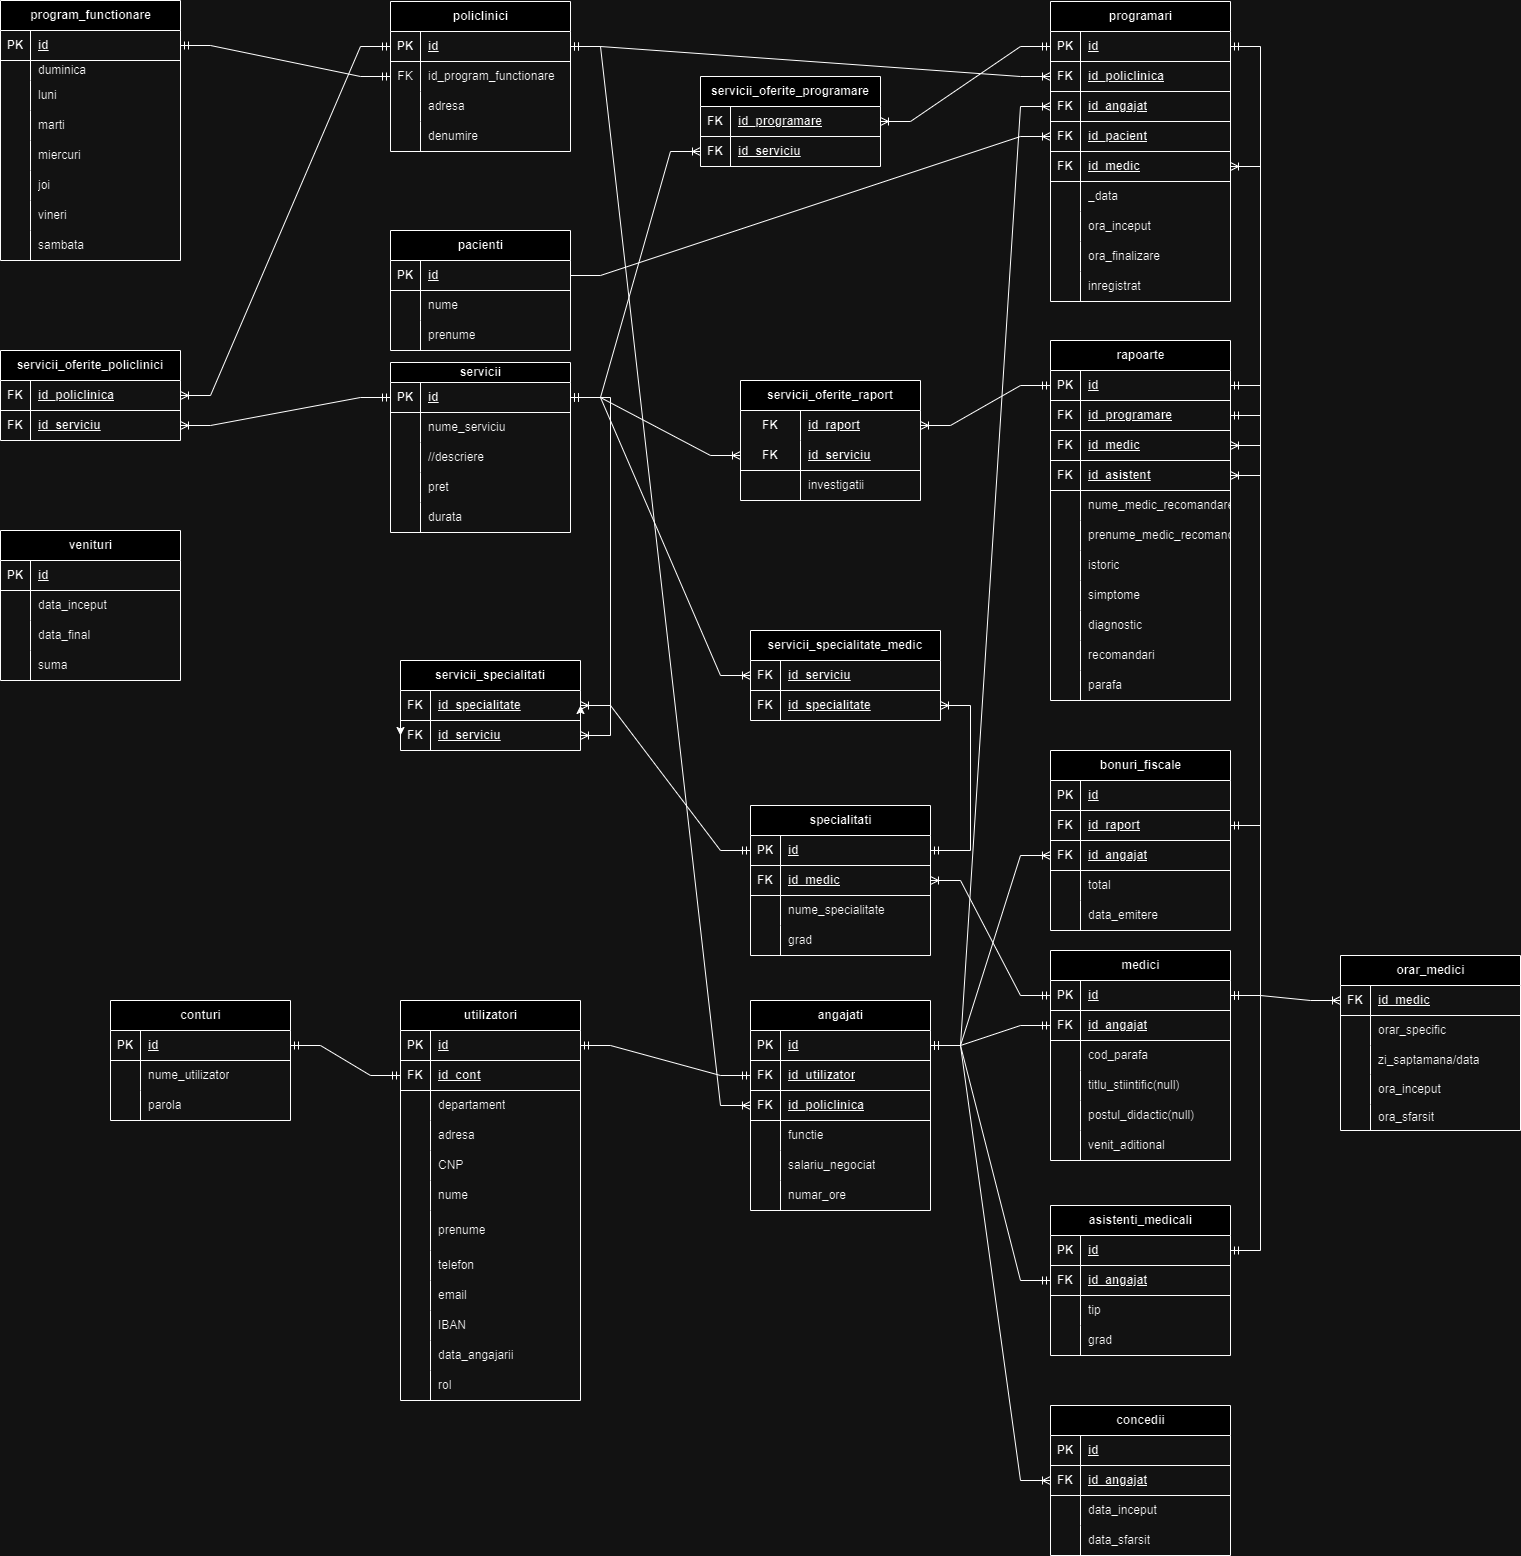 program_functionare
PK id
duminica
luni
marti
miercuri
joi
vineri
sambata
policlinici
PK id
FK id_program_functionare
adresa
denumire
servicii_oferite_programare
FK id_programare
FK id_serviciu
programari
PK id
FK id_policlinica
FK id_angajat
FK id_pacient
FK id_medic
_data
ora_inceput
ora_finalizare
inregistrat
pacienti
PK id
nume
prenume
servicii_oferite_policlinici
FK id_policlinica
FK id_serviciu
servicii
PK id
nume_serviciu
//descriere
pret
durata
servicii_oferite_raport
FK id_raport
FK id_serviciu
investigatii
rapoarte
PK id
FK id_programare
FK id_medic
FK id_asistent
nume_medic_recomandare
prenume_medic_recomand
istoric
simptome
diagnostic
recomandari
parafa
venituri
PK id
data_inceput
data_final
suma
servicii_specialitati
FK id_specialitate
FK id_serviciu
servicii_specialitate_medic
FK id_serviciu
FK id_specialitate
specialitati
PK id
FK id_medic
nume_specialitate
grad
bonuri_fiscale
PK id
FK id_raport
FK id_angajat
total
data_emitere
medici
PK id
FK id_angajat
cod_parafa
titlu_stiintific(null)
postul_didactic(null)
venit_aditional
orar_medici
FK id_medic
orar_specific
zi_saptamana/data
ora_inceput
ora_sfarsit
conturi
PK id
nume_utilizator
parola
utilizatori
PK id
FK id_cont
departament
adresa
CNP
nume
prenume
telefon
email
IBAN
data_angajarii
rol
angajati
PK id
FK id_utilizator
FK id_policlinica
functie
salariu_negociat
numar_ore
asistenti_medicali
PK id
FK id_angajat
tip
grad
concedii
PK id
FK id_angajat
data_inceput
data_sfarsit